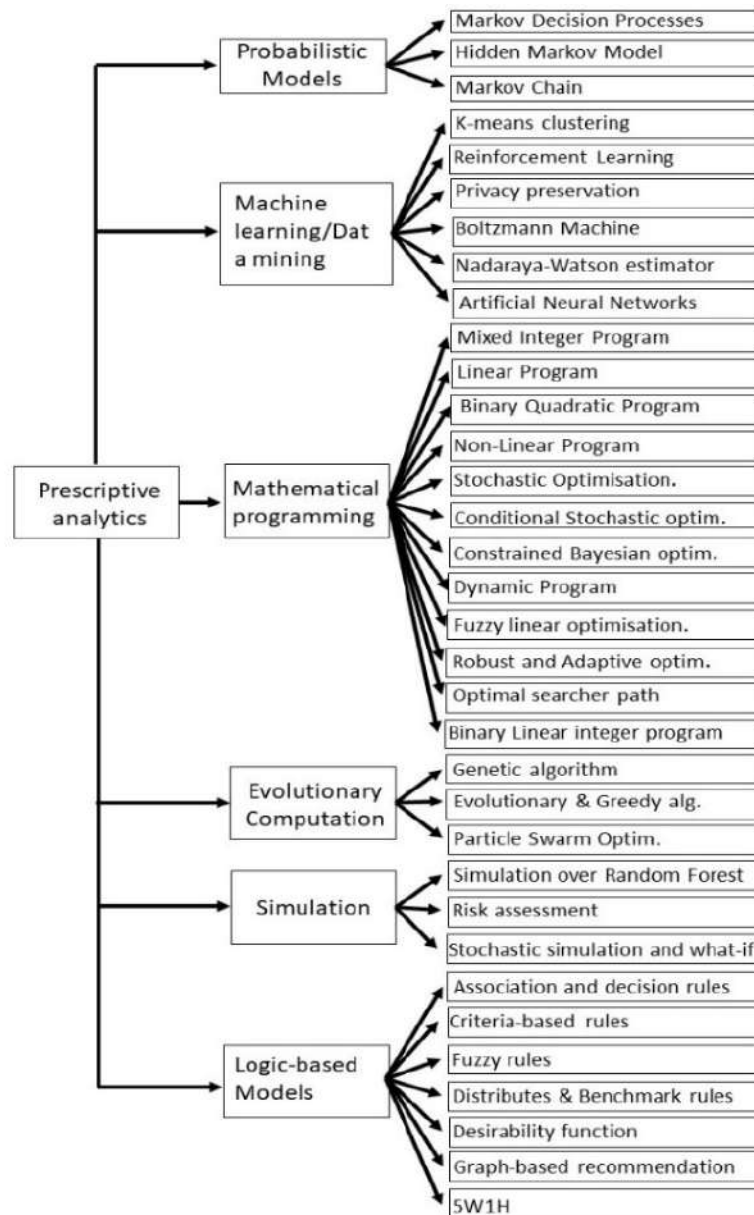 Prescriptive
analytics
Probabilistic
Models
Markov Decision Processes
Hidden Markov Model
Markov Chain
Machine
learning/Dat
a mining
K-means clustering
Reinforcement Learning
Privacy preservation
Boltzmann Machine
Nadaraya-Watson estimator
Artificial Neural Networks
Mathematical
programming
Mixed Integer Program
Linear Program
Binary Quadratic Program
Non-Linear Program
Stochastic Optimisation.
Conditional Stochastic optim.
Constrained Bayesian optim.
Dynamic Program
Fuzzy linear optimisation.
Robust and Adaptive optim.
Optimal searcher path
Binary Linear integer program
Evolutionary
Computation
Genetic algorithm
Evolutionary & Greedy alg.
Particle Swarm Optim.
Simulation
Simulation over Random Forest
Risk assessment
Stochastic simulation and what-if
Logic-based
Models
Association and decision rules
Criteria-based rules
Fuzzy rules
Distributes & Benchmark rules
Desirability function
Graph-based recommendation
5W1H